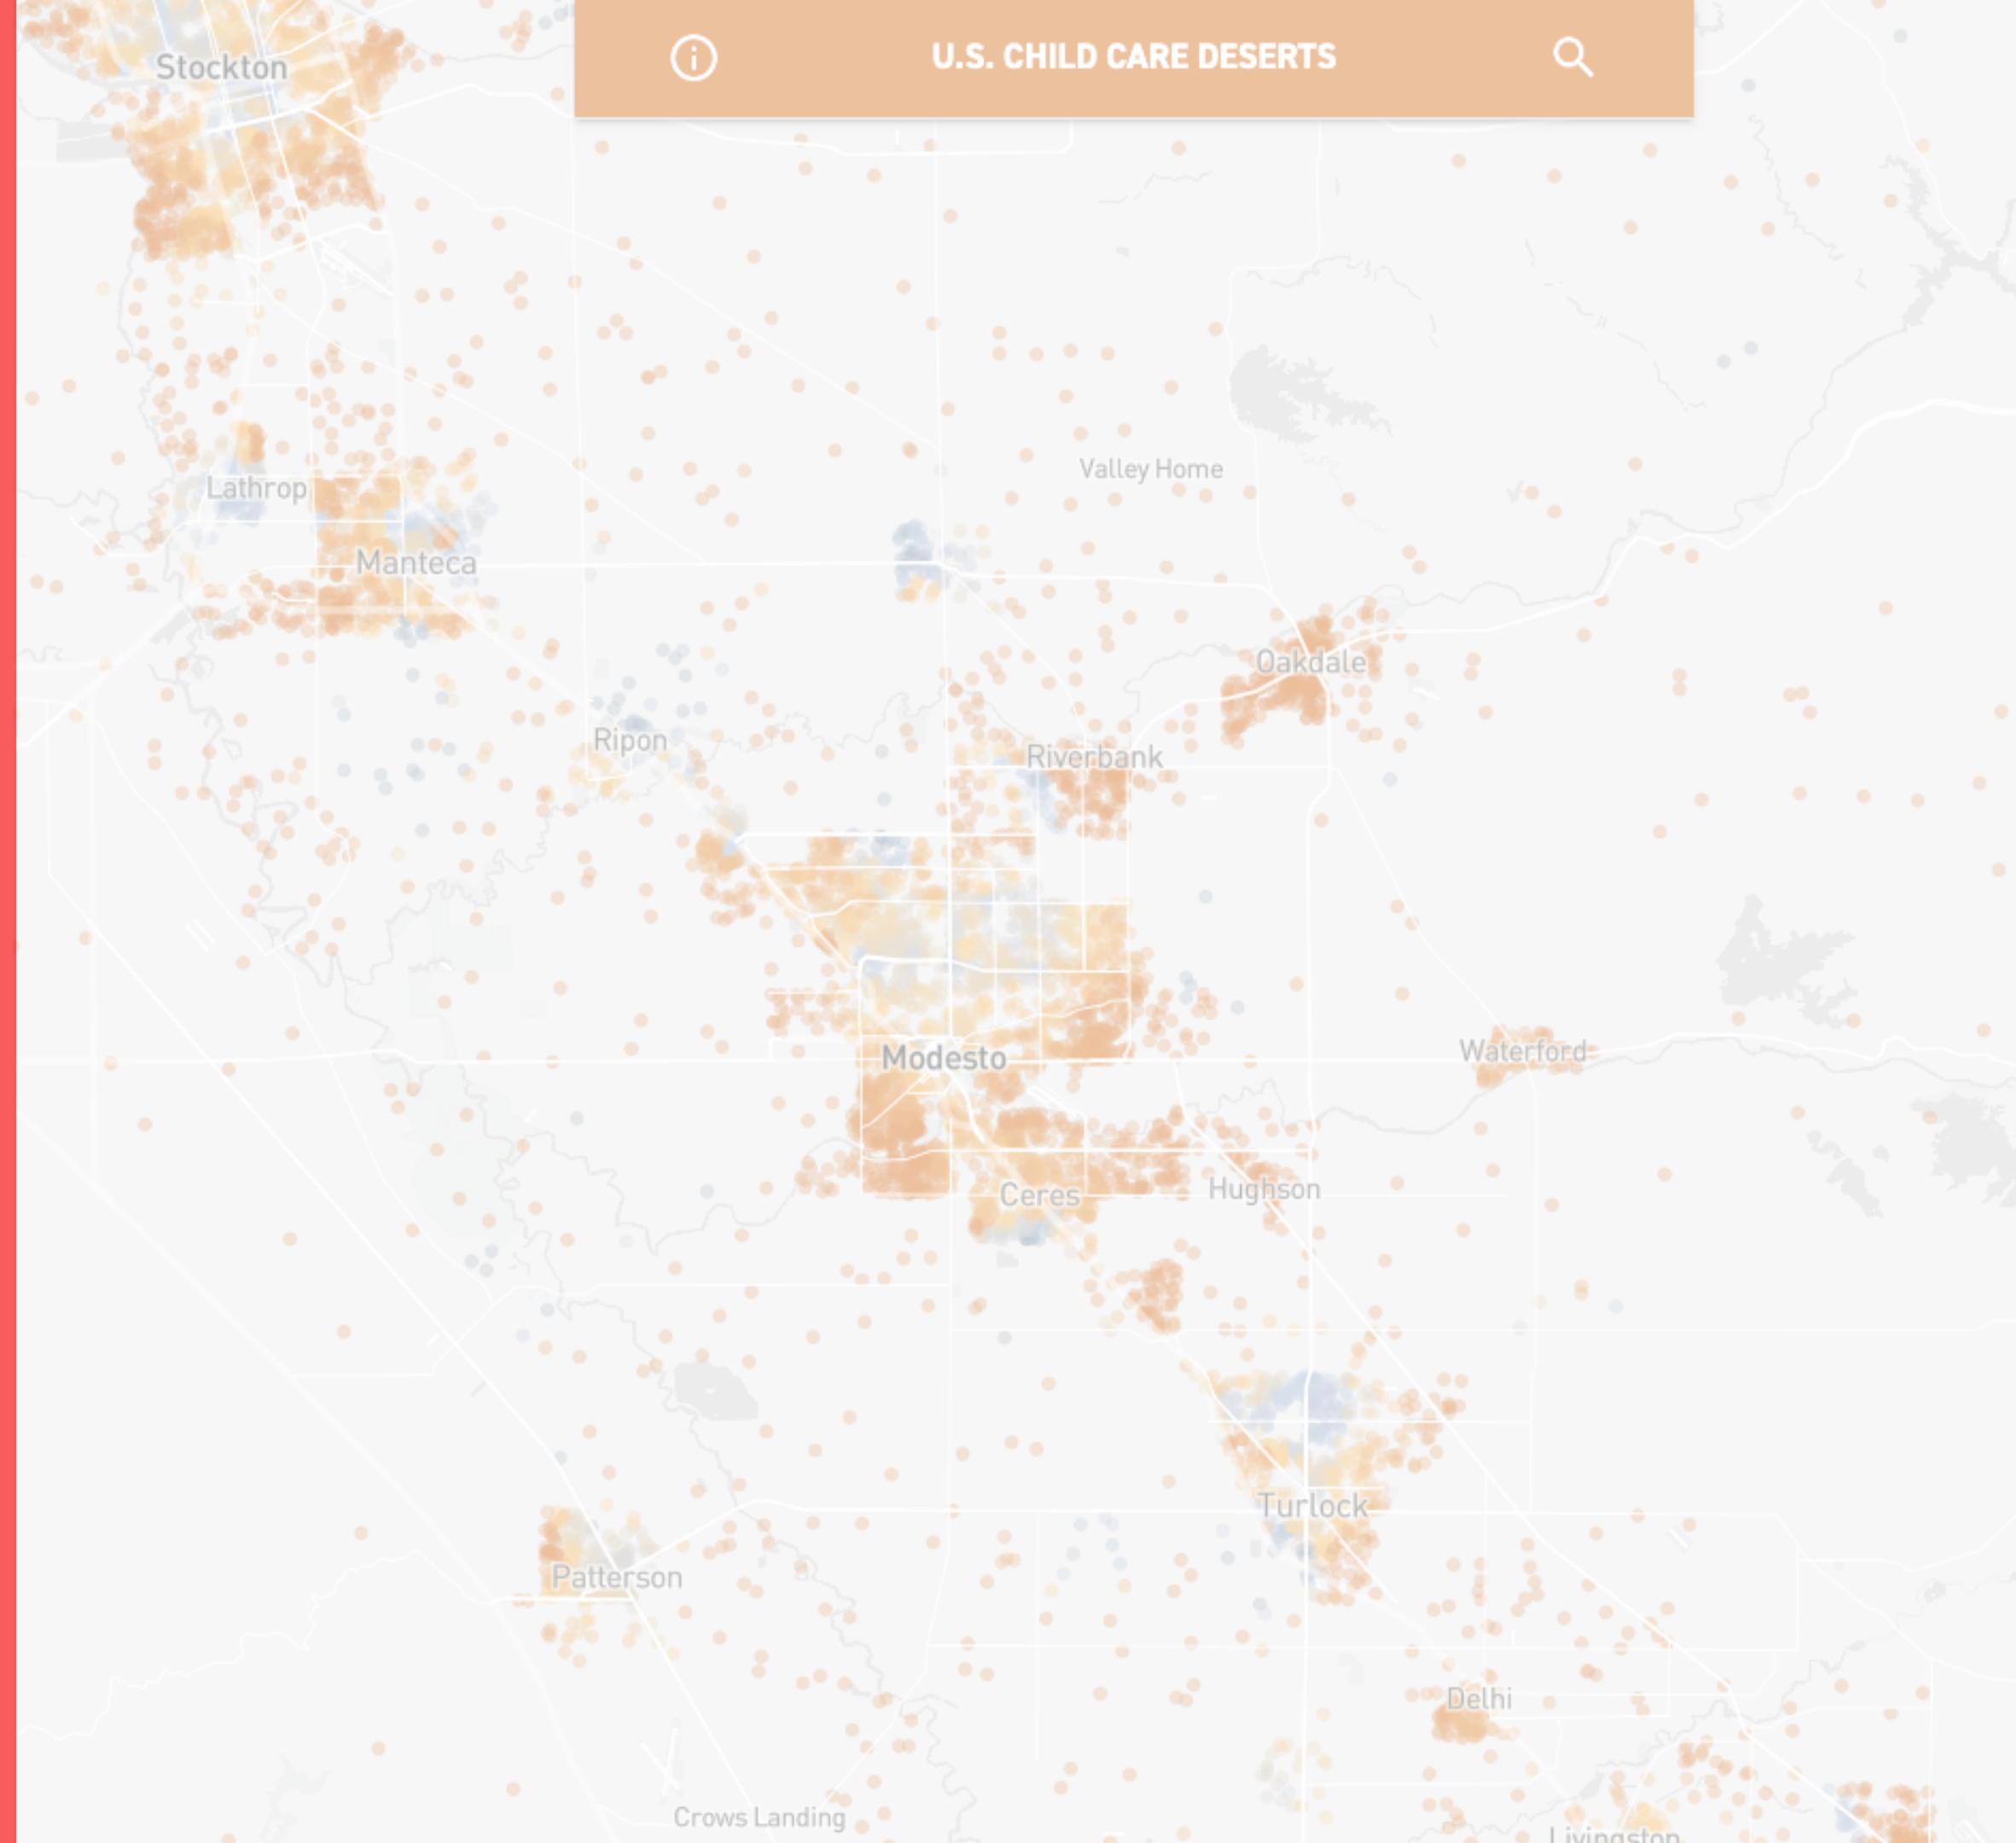 U.S. CHILD CARE DESERTS
Stockton
Valley Home
Lathrop
Manteca
Oakdale
Ripon
Riverbank
Modesto
Waterford
Ceres
Hughson
Turlock
Patterson
Delhi
Crows Landing
Livingston